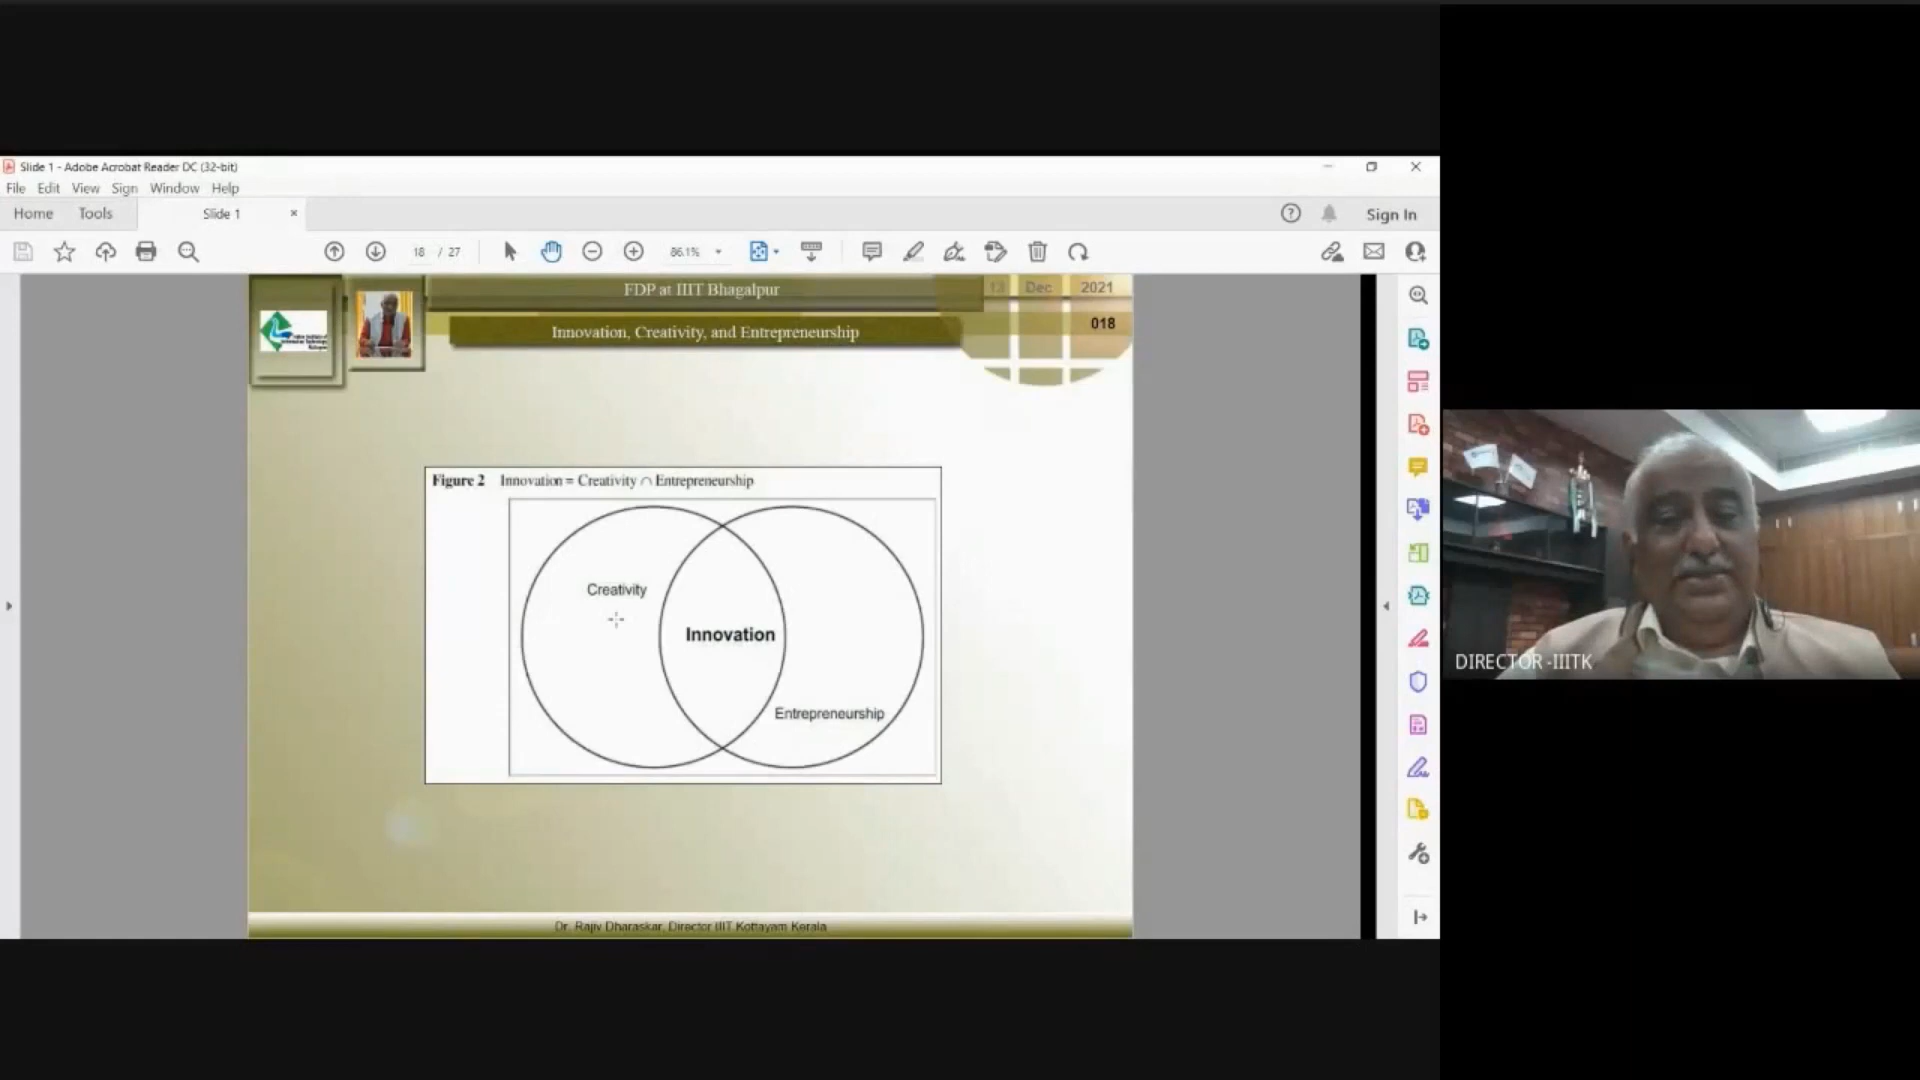 Slide 1 - Adobe Acrobat Reader DC (32-bit)
File Edit View Sign Window Help
Home Tools Slide 1 × Sign In
18 / 27 86.1%
FDP at IIIT Bhagalpur
13 Dec 2021
Innovation, Creativity, and Entrepreneurship
018
Figure 2 Innovation = Creativity ∩ Entrepreneurship
Creativity
Innovation
Entrepreneurship
Dr. Rajiv Dharaskar, Director IIIT Kottayam Kerala
DIRECTOR -IIITK